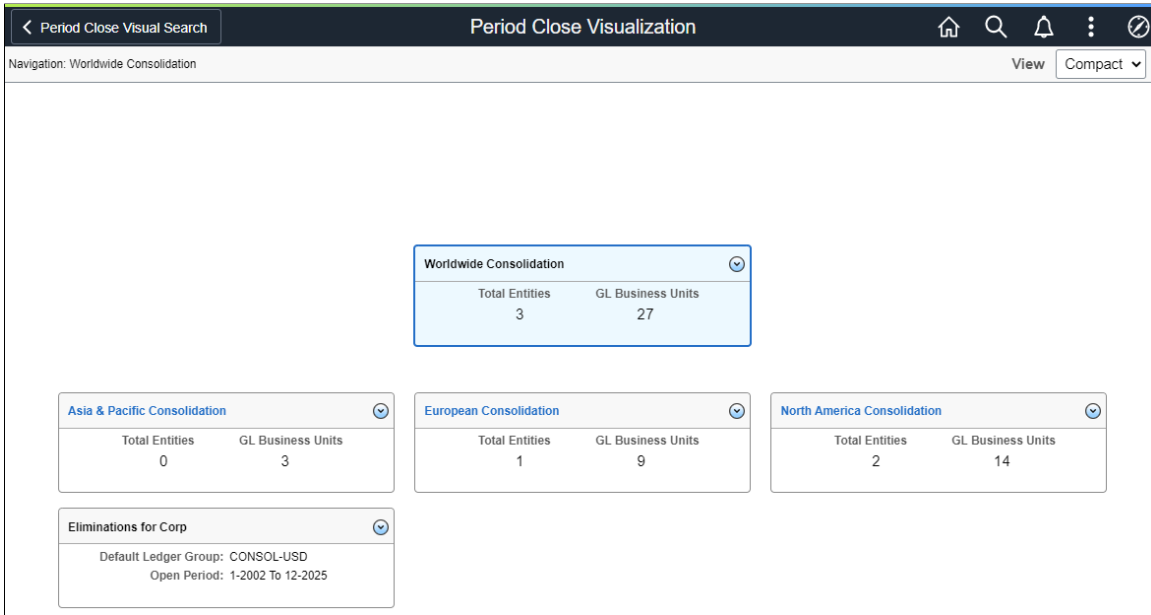 Period Close Visual Search
Period Close Visualization
Navigation: Worldwide Consolidation
View Compact
Worldwide Consolidation
Total Entities GL Business Units
3 27
Asia & Pacific Consolidation
Total Entities GL Business Units
0 3
European Consolidation
Total Entities GL Business Units
1 9
North America Consolidation
Total Entities GL Business Units
2 14
Eliminations for Corp
Default Ledger Group: CONSOL-USD
Open Period: 1-2002 To 12-2025